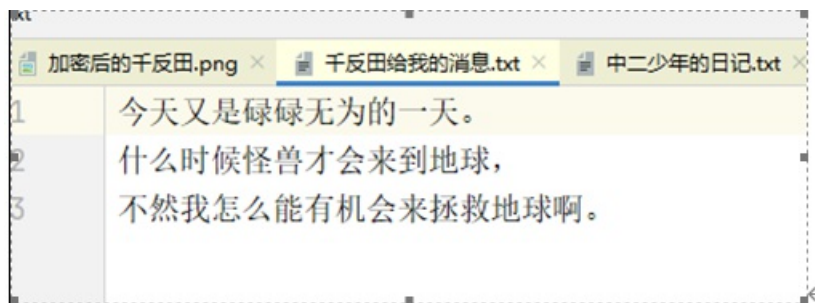 加密后的千反田.png × 千反田给我的消息.txt × 中二少年的日记.txt ×
1 今天又是碌碌无为的一天。
2 什么时候怪兽才会来到地球，
3 不然我怎么能有机会来拯救地球啊。